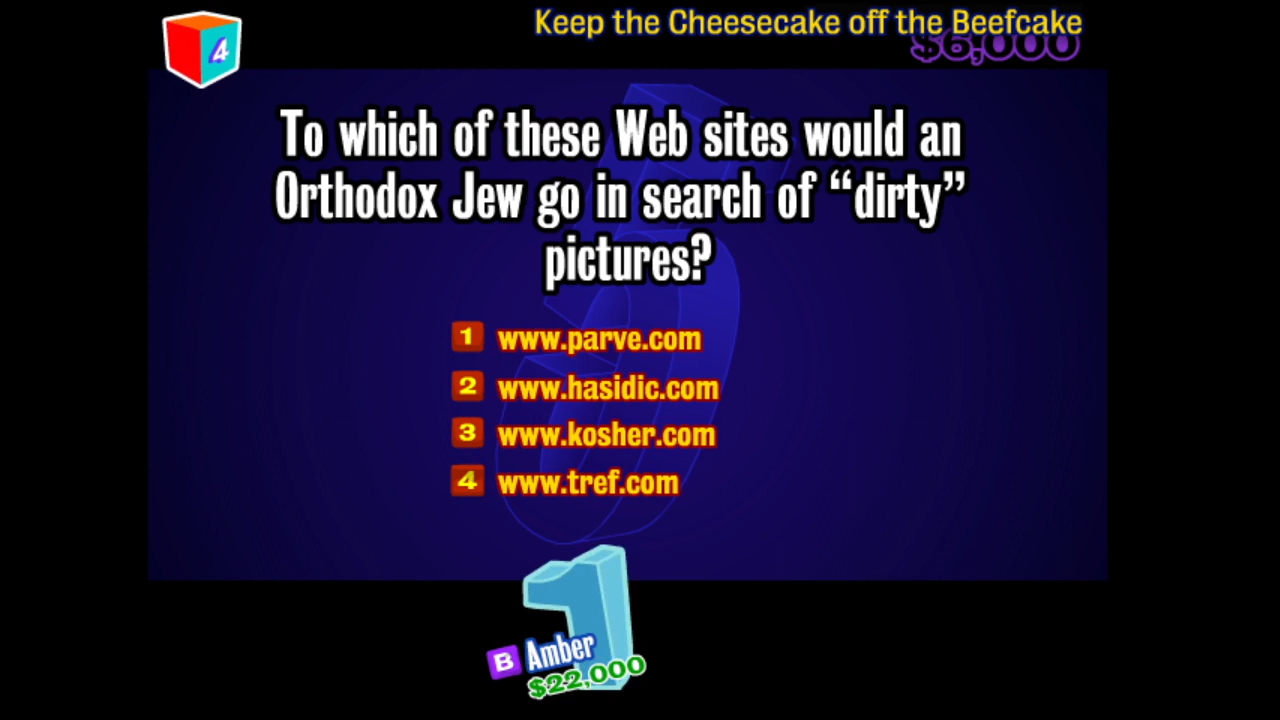 4
Keep the Cheesecake off the Beefcake
$6,000
To which of these Web sites would an
Orthodox Jew go in search of “dirty”
pictures?
1 www.parve.com
2 www.hasidic.com
3 www.kosher.com
4 www.tref.com
1
B Amber
$22,000